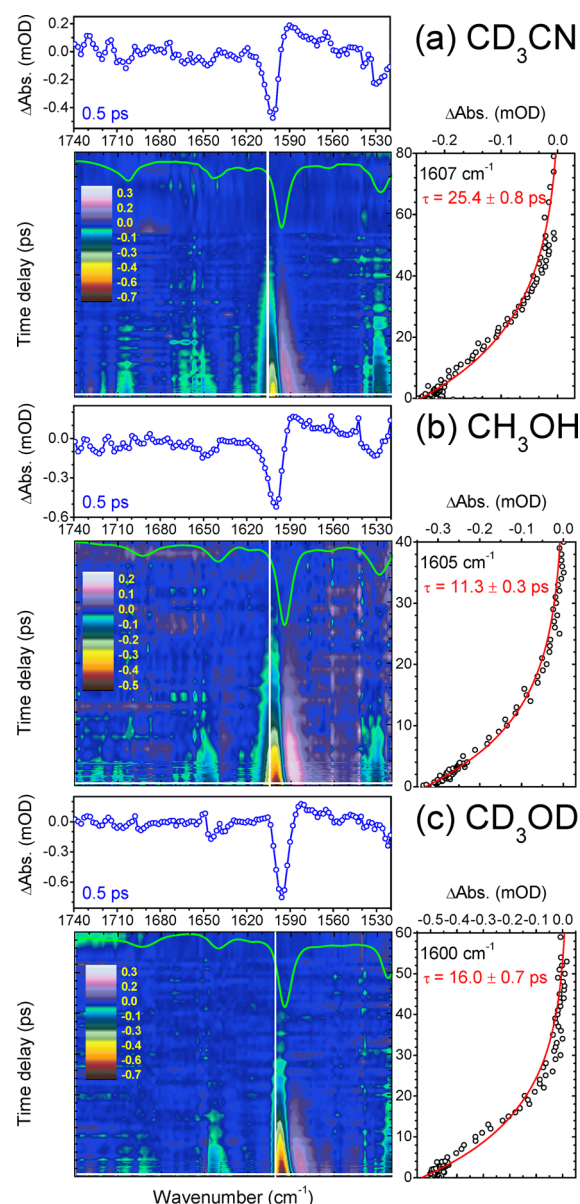 (a) CD₃CN
ΔAbs. (mOD)
0.2
0.0
-0.2
-0.4
0.5 ps
1740 1710 1680 1650 1620 1590 1560 1530
ΔAbs. (mOD)
-0.2 -0.1 0.0
Time delay (ps)
0.3
0.2
0.0
-0.1
-0.3
-0.4
-0.6
-0.7
80
60
40
20
0
1607 cm⁻¹
τ = 25.4 ± 0.8 ps
(b) CH₃OH
ΔAbs. (mOD)
0.0
-0.3
-0.6
0.5 ps
1740 1710 1680 1650 1620 1590 1560 1530
ΔAbs. (mOD)
-0.3 -0.2 -0.1 0.0
Time delay (ps)
0.2
0.1
0.0
-0.1
-0.2
-0.3
-0.4
-0.5
40
30
20
10
0
1605 cm⁻¹
τ = 11.3 ± 0.3 ps
(c) CD₃OD
ΔAbs. (mOD)
0.0
-0.3
-0.6
0.5 ps
1740 1710 1680 1650 1620 1590 1560 1530
ΔAbs. (mOD)
-0.5 -0.4 -0.3 -0.2 -0.1 0.0
Time delay (ps)
0.3
0.2
0.0
-0.1
-0.3
-0.4
-0.6
-0.7
60
50
40
30
20
10
0
1600 cm⁻¹
τ = 16.0 ± 0.7 ps
Wavenumber (cm⁻¹)